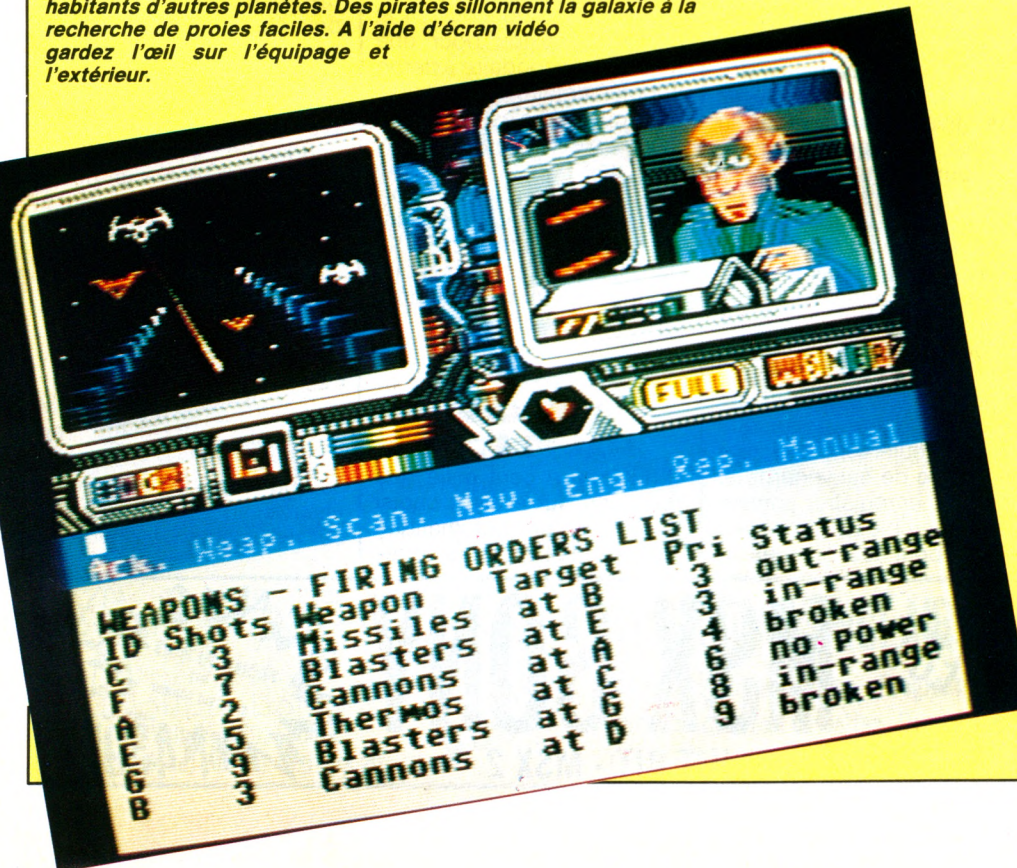 habitants d'autres planètes. Des pirates sillonnent la galaxie à la
recherche de proies faciles. A l'aide d'écran vidéo
gardez l'œil sur l'équipage et
l'extérieur.
FULL
Ack. Weap. Scan. Nav. Eng. Rep. Manual
WEAPONS - FIRING ORDERS LIST
ID Shots Weapon Target Pri Status
C 3 Missiles at B 3 out-range
F 7 Blasters at E 3 in-range
A 2 Cannons at A 4 broken
E 5 Thermos at C 6 no power
G 9 Blasters at G 8 in-range
B 3 Cannons at D 9 broken